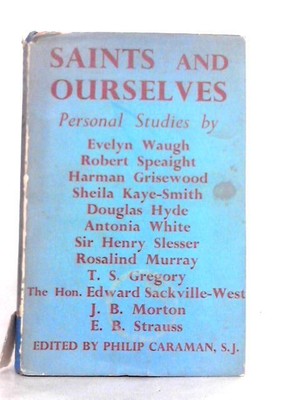 SAINTS AND
OURSELVES
Personal Studies by
Evelyn Waugh
Robert Speaight
Harman Grisewood
Sheila Kaye-Smith
Douglas Hyde
Antonia White
Sir Henry Slesser
Rosalind Murray
T. S. Gregory
The Hon. Edward Sackville-West
J. B. Morton
E. B. Strauss
EDITED BY PHILIP CARAMAN, S.J.